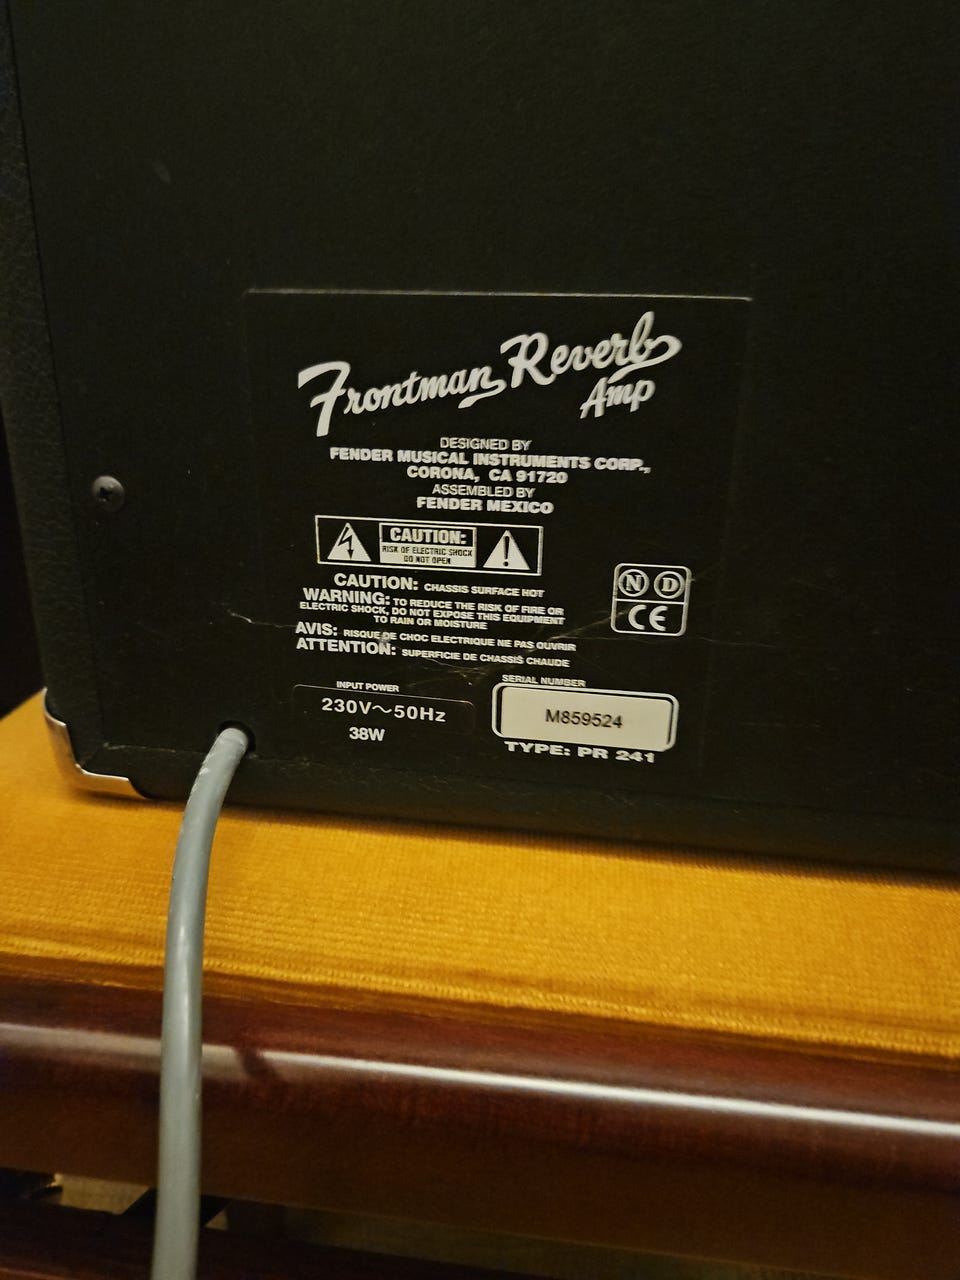 Frontman Reverb
Amp
DESIGNED BY
FENDER MUSICAL INSTRUMENTS CORP.,
CORONA, CA 91720
ASSEMBLED BY
FENDER MEXICO
CAUTION:
RISK OF ELECTRIC SHOCK
DO NOT OPEN
CAUTION: CHASSIS SURFACE HOT
WARNING: TO REDUCE THE RISK OF FIRE OR
ELECTRIC SHOCK, DO NOT EXPOSE THIS EQUIPMENT
TO RAIN OR MOISTURE
AVIS: RISQUE DE CHOC ELECTRIQUE NE PAS OUVRIR
ATTENTION: SUPERFICIE DE CHASSIS CHAUDE
N D
CE
INPUT POWER
230V~50Hz
38W
SERIAL NUMBER
M859524
TYPE: PR 241